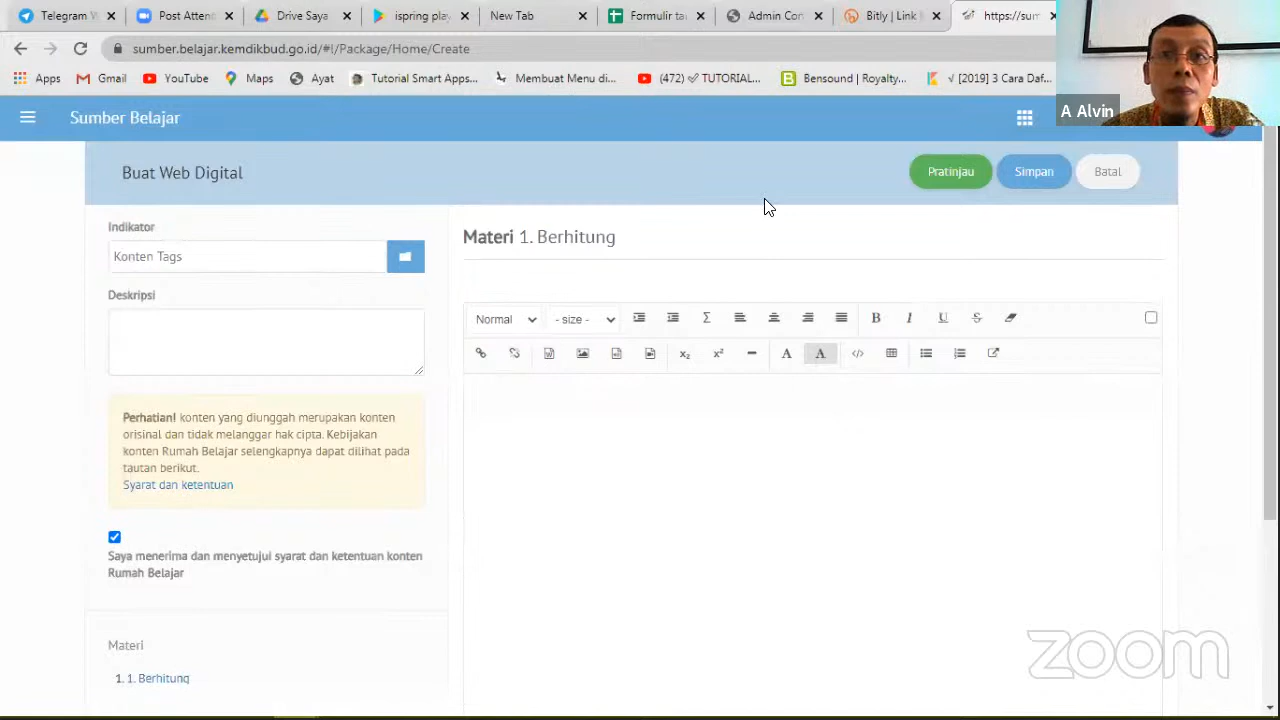 Telegram W
Post Attenti
Drive Saya
ispring play
New Tab
Formulir ta
Admin Con
Bitly | Link
https://sum
sumber.belajar.kemdikbud.go.id/#!/Package/Home/Create
Apps
Gmail
YouTube
Maps
Ayat
Tutorial Smart Apps...
Membuat Menu di...
(472) ✅ TUTORIAL...
Bensound | Royalty...
√ [2019] 3 Cara Daf...
A Alvin
Sumber Belajar
Buat Web Digital
Pratinjau
Simpan
Batal
Indikator
Konten Tags
Deskripsi
Perhatian! konten yang diunggah merupakan konten
orisinal dan tidak melanggar hak cipta. Kebijakan
konten Rumah Belajar selengkapnya dapat dilihat pada
tautan berikut.
Syarat dan ketentuan
Saya menerima dan menyetujui syarat dan ketentuan konten
Rumah Belajar
Materi
1. 1. Berhitung
Materi 1. Berhitung
Normal
- size -
Σ B I U S
x₂ x² A A </>
zoom